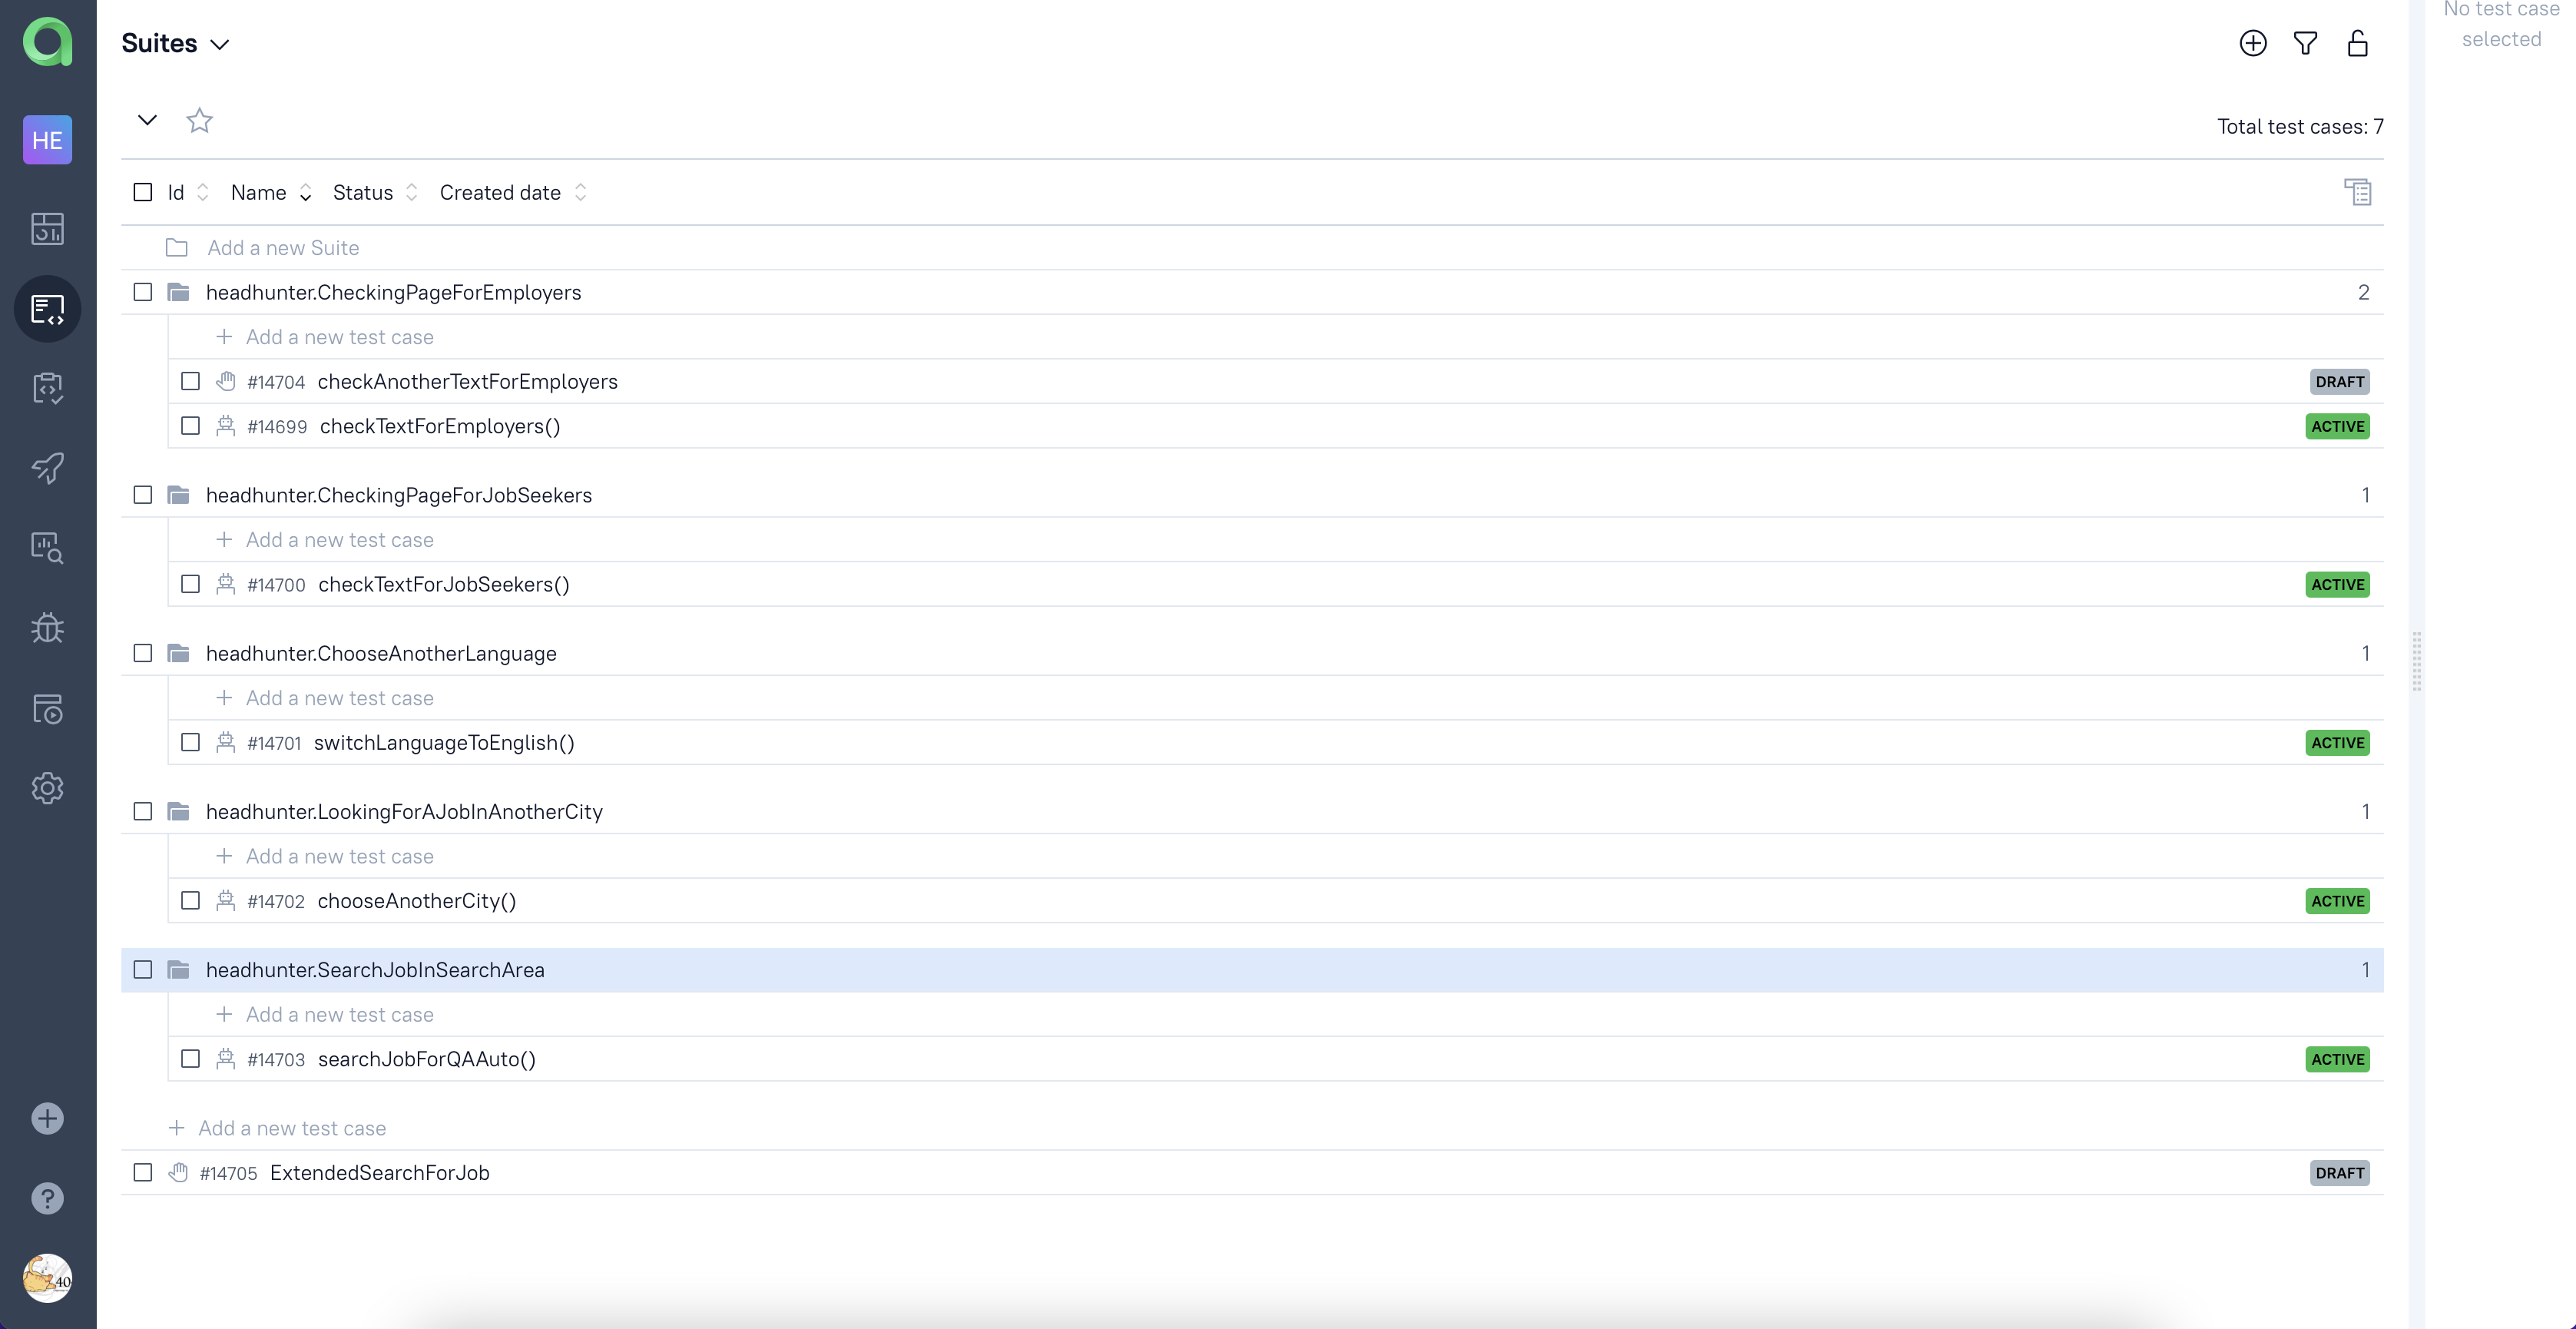 No test case
selected
Suites
HE
Total test cases: 7
Id Name Status Created date
Add a new Suite
headhunter.CheckingPageForEmployers 2
Add a new test case
#14704 checkAnotherTextForEmployers DRAFT
#14699 checkTextForEmployers() ACTIVE
headhunter.CheckingPageForJobSeekers 1
Add a new test case
#14700 checkTextForJobSeekers() ACTIVE
headhunter.ChooseAnotherLanguage 1
Add a new test case
#14701 switchLanguageToEnglish() ACTIVE
headhunter.LookingForAJobInAnotherCity 1
Add a new test case
#14702 chooseAnotherCity() ACTIVE
headhunter.SearchJobInSearchArea 1
Add a new test case
#14703 searchJobForQAAuto() ACTIVE
Add a new test case
#14705 ExtendedSearchForJob DRAFT
40